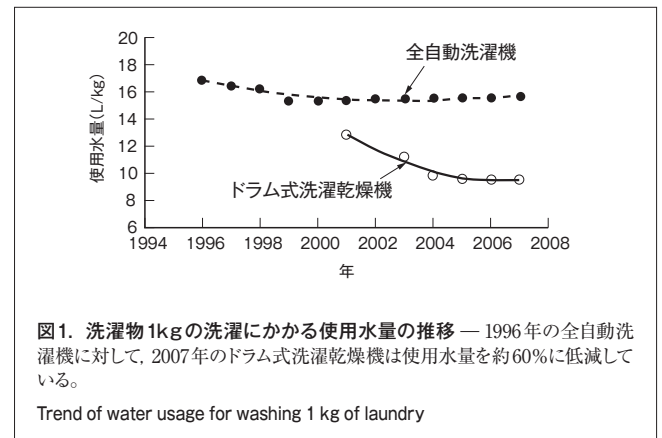 20
18
16
14
12
10
8
6
使用水量(L/kg)
全自動洗濯機
ドラム式洗濯乾燥機
1994 1996 1998 2000 2002 2004 2006 2008
年
図1. 洗濯物1kgの洗濯にかかる使用水量の推移 — 1996年の全自動洗
濯機に対して, 2007年のドラム式洗濯乾燥機は使用水量を約60%に低減して
いる。
Trend of water usage for washing 1 kg of laundry